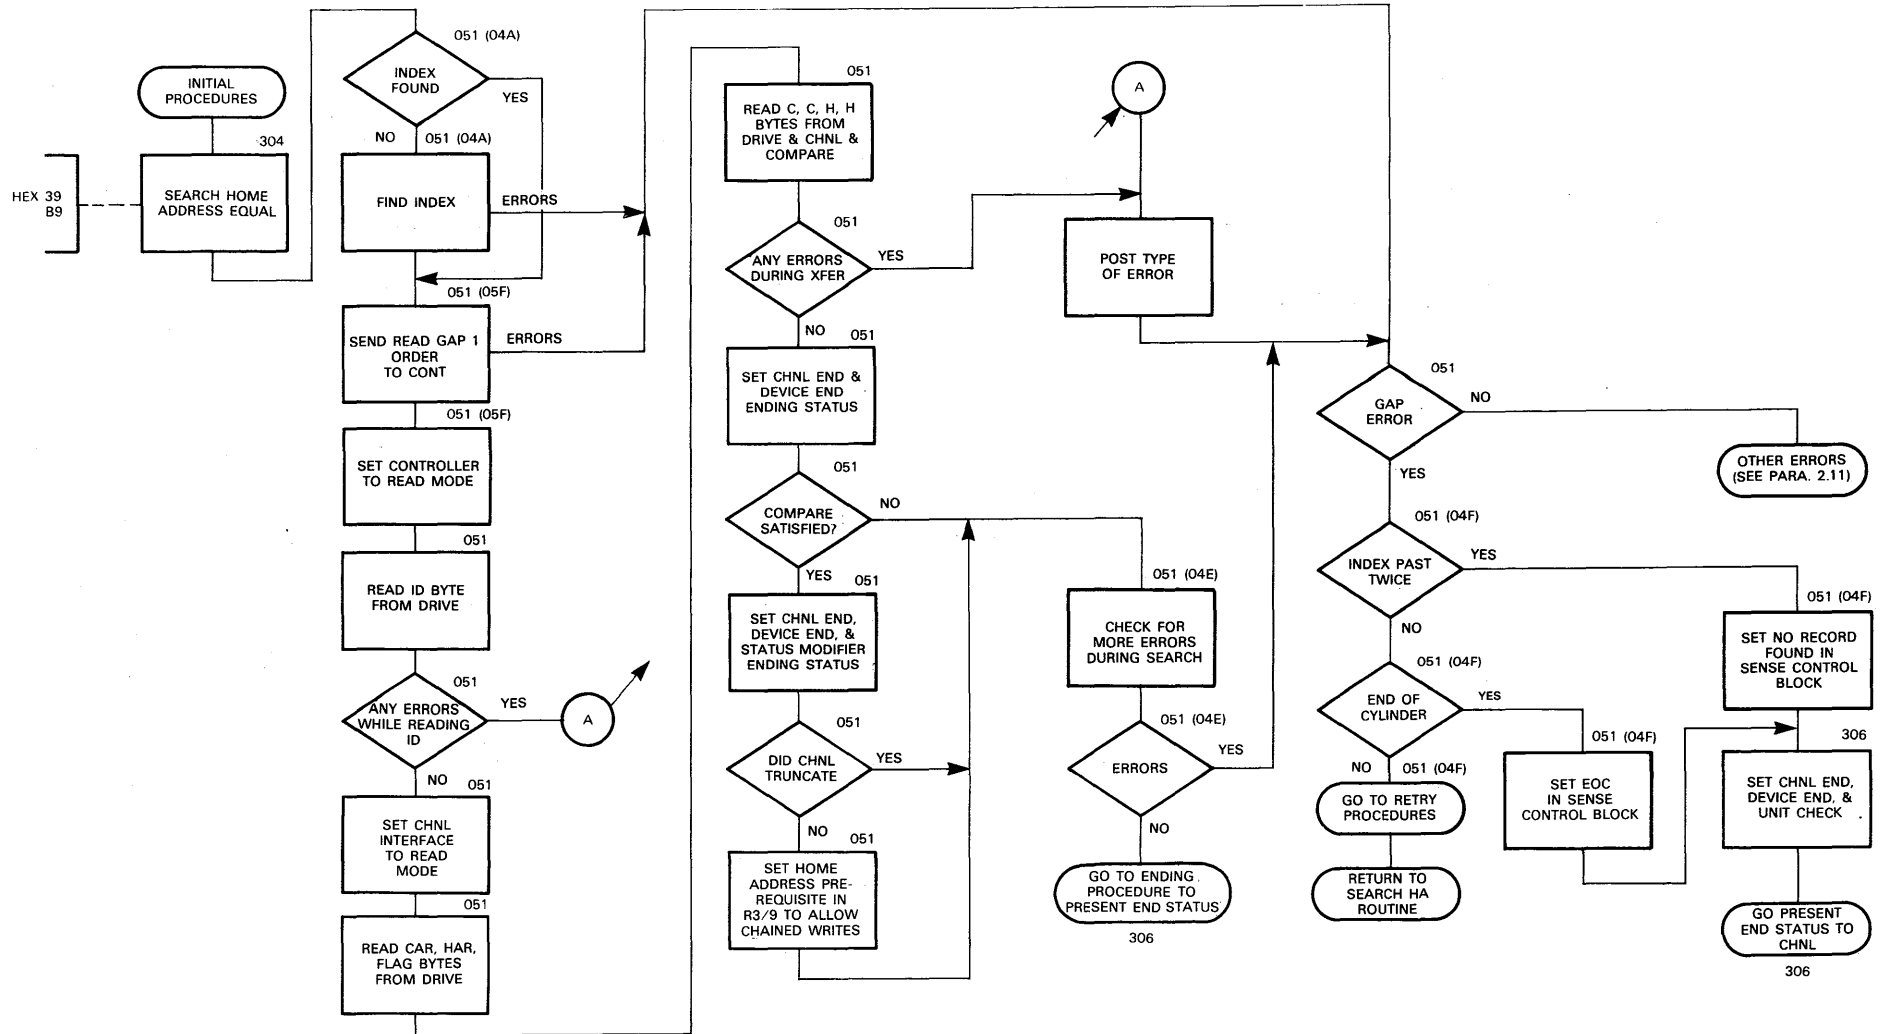 INITIAL
PROCEDURES
304
HEX 39
B9
SEARCH HOME
ADDRESS EQUAL
051 (04A)
INDEX
FOUND
YES
NO
051 (04A)
FIND INDEX
ERRORS
051 (05F)
SEND READ GAP 1
ORDER
TO CONT
ERRORS
051 (05F)
SET CONTROLLER
TO READ MODE
051
READ ID BYTE
FROM DRIVE
051
ANY ERRORS
WHILE READING
ID
YES
A
NO
051
SET CHNL
INTERFACE
TO READ
MODE
051
READ CAR, HAR,
FLAG BYTES
FROM DRIVE
051
READ C, C, H, H
BYTES FROM
DRIVE & CHNL &
COMPARE
051
ANY ERRORS
DURING XFER
YES
NO
051
SET CHNL END &
DEVICE END
ENDING STATUS
051
COMPARE
SATISFIED?
NO
YES
051
SET CHNL END,
DEVICE END, &
STATUS MODIFIER
ENDING STATUS
051
DID CHNL
TRUNCATE
YES
NO
051
SET HOME
ADDRESS PRE-
REQUISITE IN
R3/9 TO ALLOW
CHAINED WRITES
A
POST TYPE
OF ERROR
051 (04E)
CHECK FOR
MORE ERRORS
DURING SEARCH
051 (04E)
ERRORS
YES
NO
GO TO ENDING
PROCEDURE TO
PRESENT END STATUS
306
051
GAP
ERROR
NO
OTHER ERRORS
(SEE PARA. 2.11)
YES
051 (04F)
INDEX PAST
TWICE
YES
NO
051 (04F)
END OF
CYLINDER
YES
NO
051 (04F)
GO TO RETRY
PROCEDURES
RETURN TO
SEARCH HA
ROUTINE
051 (04F)
SET EOC
IN SENSE
CONTROL BLOCK
051 (04F)
SET NO RECORD
FOUND IN
SENSE CONTROL
BLOCK
306
SET CHNL END,
DEVICE END, &
UNIT CHECK
GO PRESENT
END STATUS TO
CHNL
306